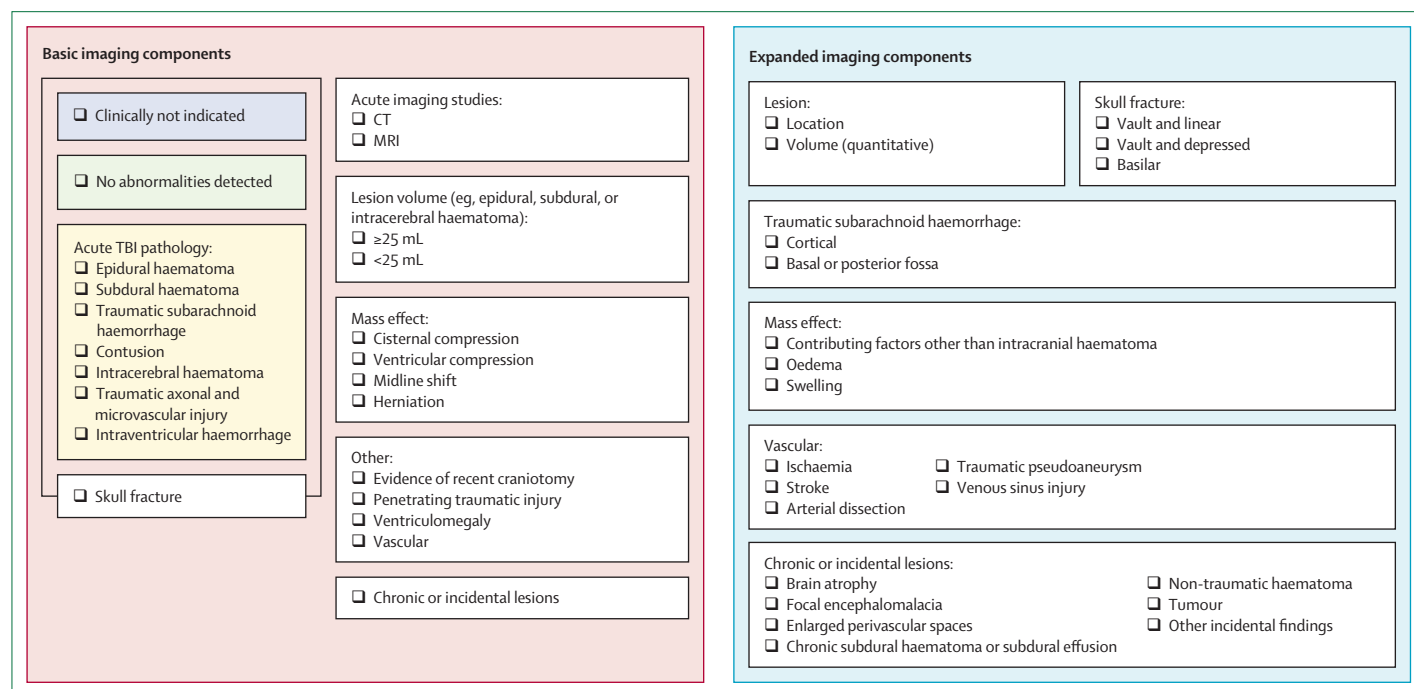 Basic imaging components
❑ Clinically not indicated
❑ No abnormalities detected
Acute TBI pathology:
❑ Epidural haematoma
❑ Subdural haematoma
❑ Traumatic subarachnoid
haemorrhage
❑ Contusion
❑ Intracerebral haematoma
❑ Traumatic axonal and
microvascular injury
❑ Intraventricular haemorrhage
❑ Skull fracture
Acute imaging studies:
❑ CT
❑ MRI
Lesion volume (eg, epidural, subdural, or
intracerebral haematoma):
❑ ≥25 mL
❑ <25 mL
Mass effect:
❑ Cisternal compression
❑ Ventricular compression
❑ Midline shift
❑ Herniation
Other:
❑ Evidence of recent craniotomy
❑ Penetrating traumatic injury
❑ Ventriculomegaly
❑ Vascular
❑ Chronic or incidental lesions
Expanded imaging components
Lesion:
❑ Location
❑ Volume (quantitative)
Skull fracture:
❑ Vault and linear
❑ Vault and depressed
❑ Basilar
Traumatic subarachnoid haemorrhage:
❑ Cortical
❑ Basal or posterior fossa
Mass effect:
❑ Contributing factors other than intracranial haematoma
❑ Oedema
❑ Swelling
Vascular:
❑ Ischaemia
❑ Stroke
❑ Arterial dissection
❑ Traumatic pseudoaneurysm
❑ Venous sinus injury
Chronic or incidental lesions:
❑ Brain atrophy
❑ Focal encephalomalacia
❑ Enlarged perivascular spaces
❑ Chronic subdural haematoma or subdural effusion
❑ Non-traumatic haematoma
❑ Tumour
❑ Other incidental findings